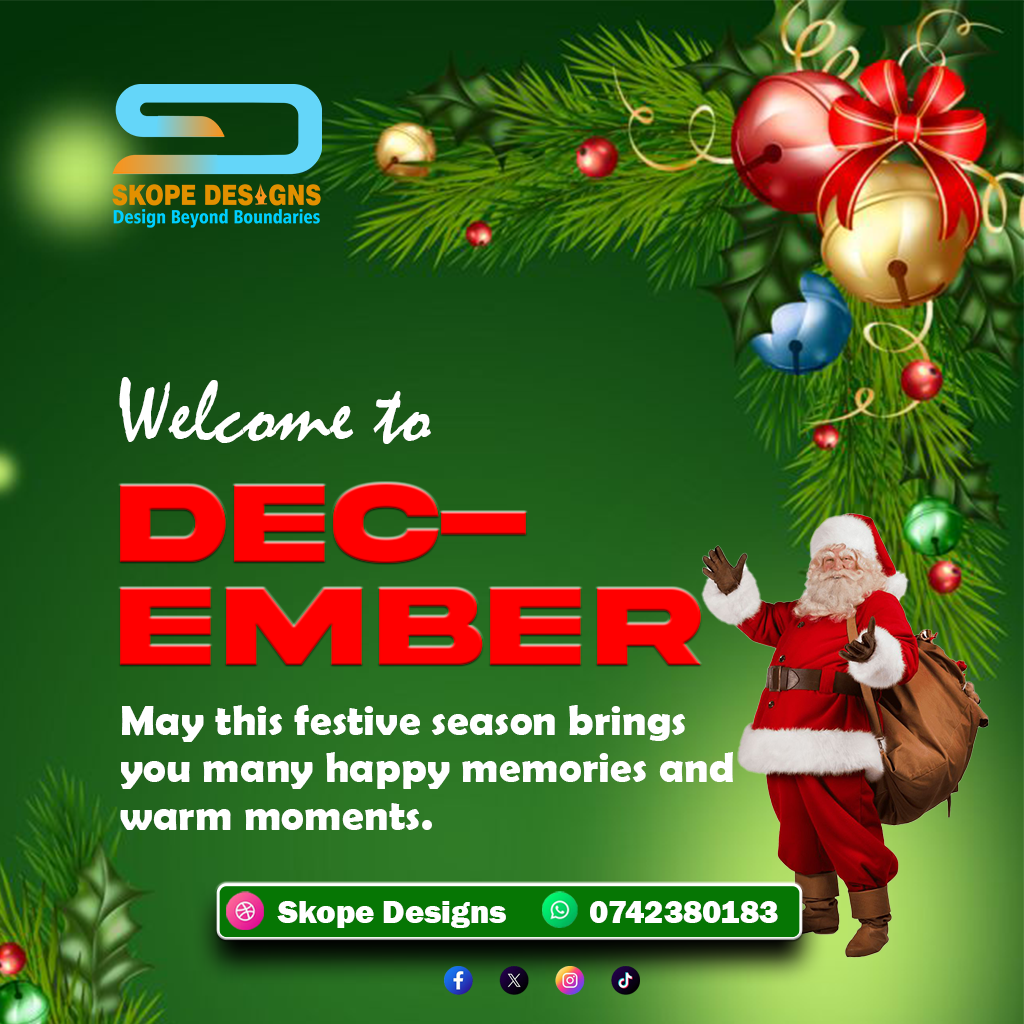 SKOPE DESIGNS
Design Beyond Boundaries
Welcome to
DEC–
EMBER
May this festive season brings
you many happy memories and
warm moments.
Skope Designs 0742380183